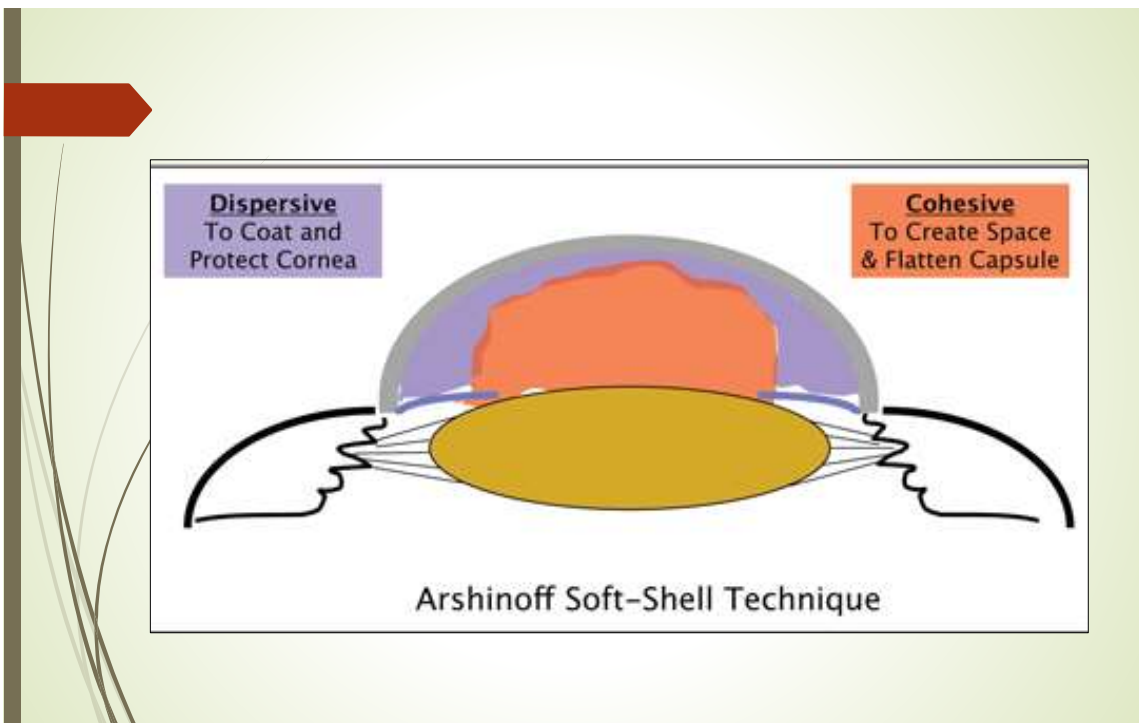 Dispersive
To Coat and
Protect Cornea
Cohesive
To Create Space
& Flatten Capsule
Arshinoff Soft-Shell Technique